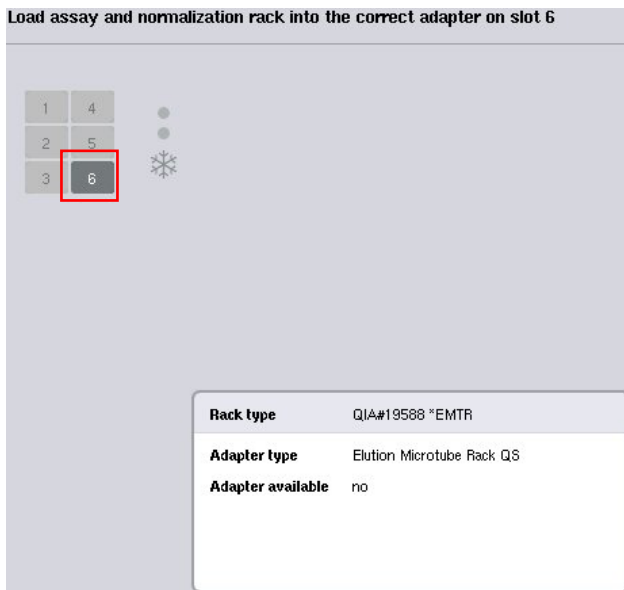 Load assay and normalization rack into the correct adapter on slot 6
1 4
2 5
3 6
Rack type QIA#19588 *EMTR
Adapter type Elution Microtube Rack QS
Adapter available no